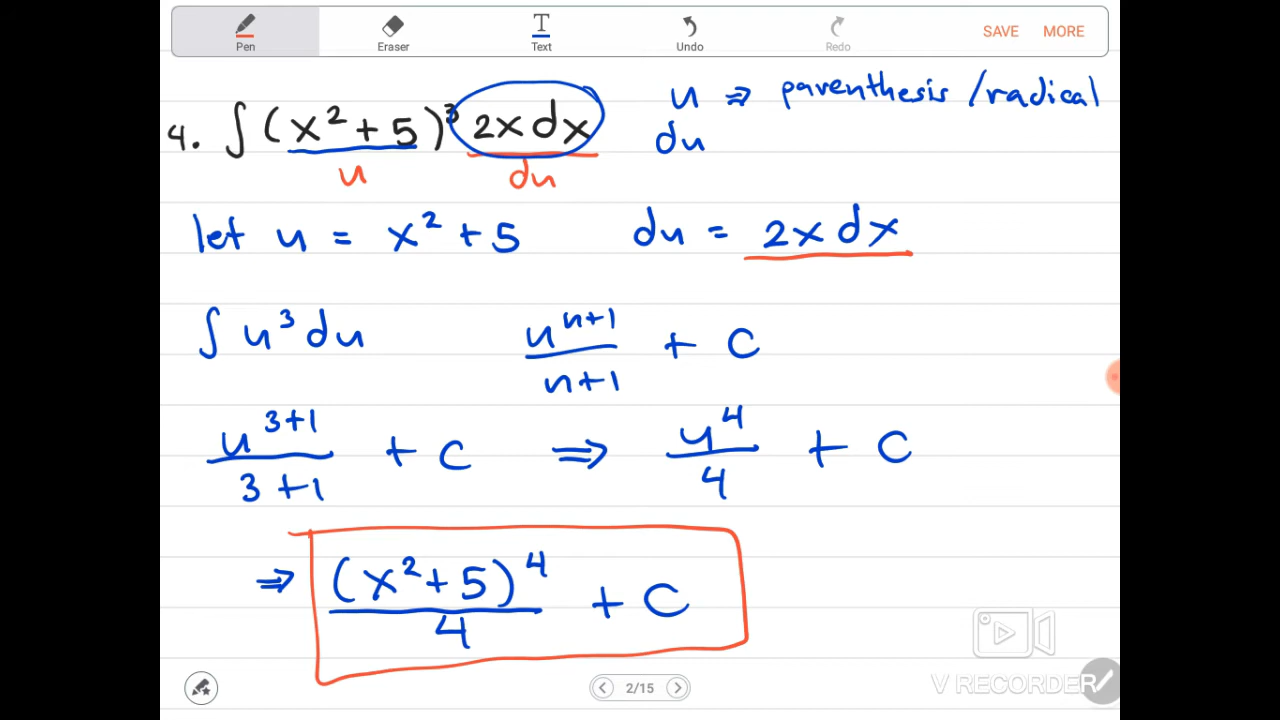 Pen Eraser Text Undo Redo SAVE MORE
4. ∫(x²+5)³ 2x dx
u du
u ⇒ parenthesis /radical
du
let u = x² + 5 du = 2x dx
∫u³ du u^(n+1)/(n+1) + C
u^(3+1)/(3+1) + C ⇒ u⁴/4 + C
⇒ (x²+5)⁴/4 + C
2/15
V RECORDER